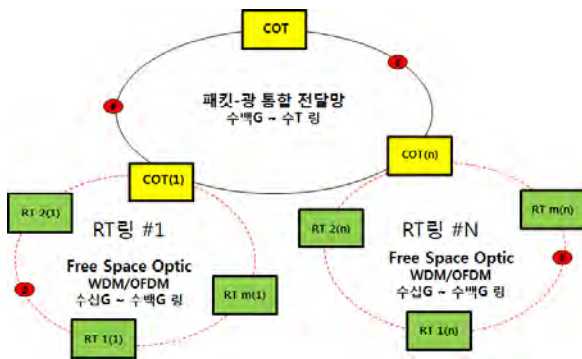 COT
패킷-광 통합 전달망
수백G ~ 수T 링
COT(1)
COT(n)
RT 2(1)
RT링 #1
Free Space Optic
WDM/OFDM
수십G ~ 수백G 링
RT m(1)
RT 1(1)
RT m(n)
RT 2(n)
RT링 #N
Free Space Optic
WDM/OFDM
수십G ~ 수백G 링
RT 1(n)